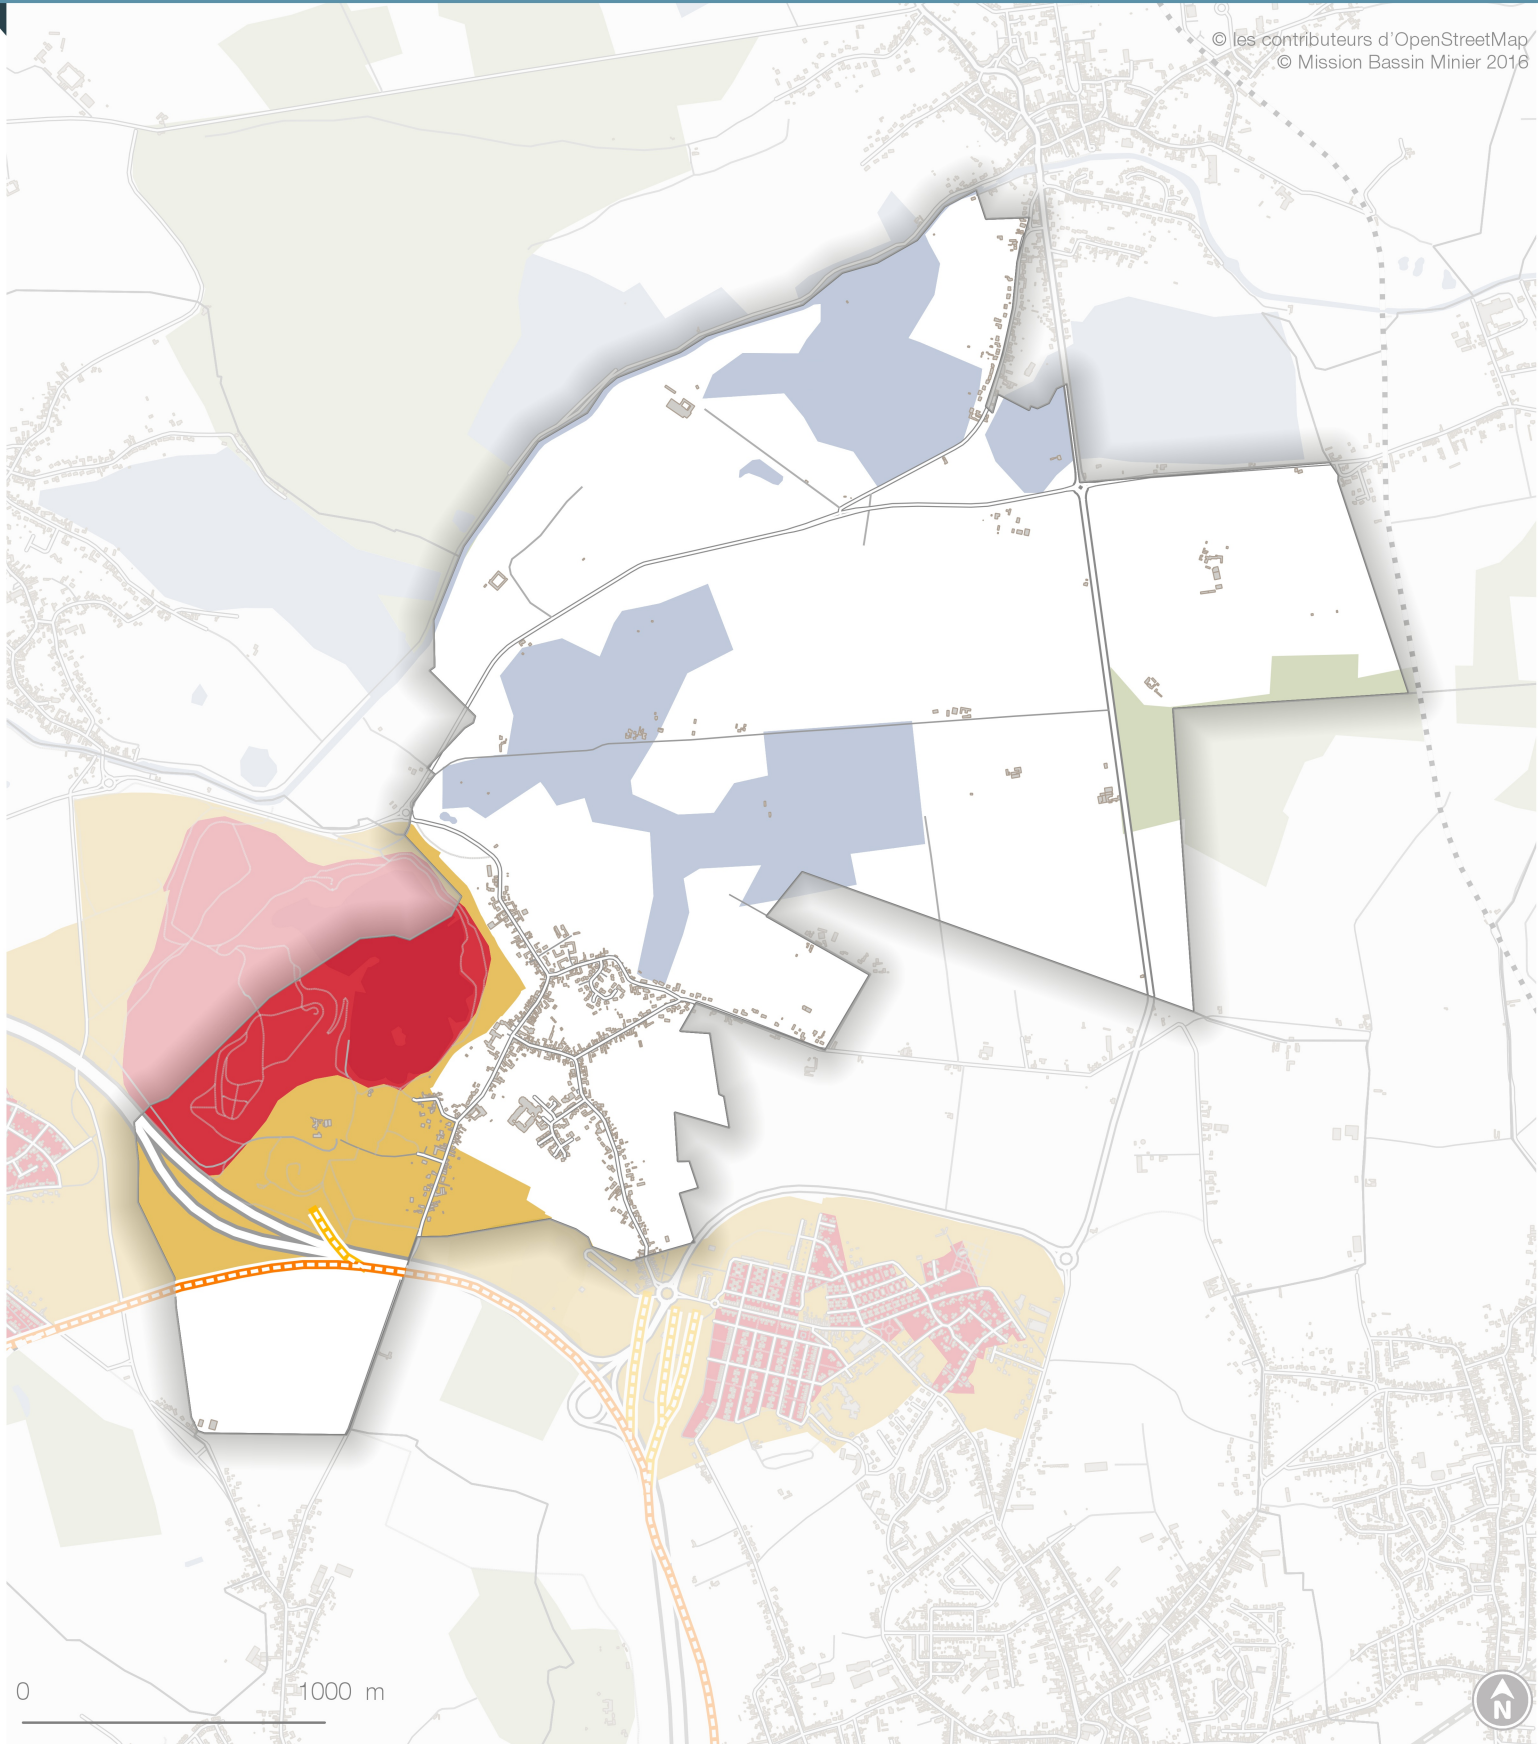 © les contributeurs d'OpenStreetMap
© Mission Bassin Minier 2016
0
1000 m
N